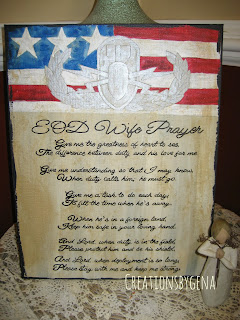 EOD Wife Prayer
Give me the greatness of heart to see
The difference between duty and his love for me.
Give me understanding so that I may know,
When duty calls him, he must go.
Give me a task to do each day,
To fill the time when he's away.
When he's in a foreign land,
Keep him safe in your loving hand.
And Lord, when duty is in the field,
Please protect him and be his shield.
And Lord, when deployment is so long,
Please stay with me and keep me strong.
CREATIONSBYGENA